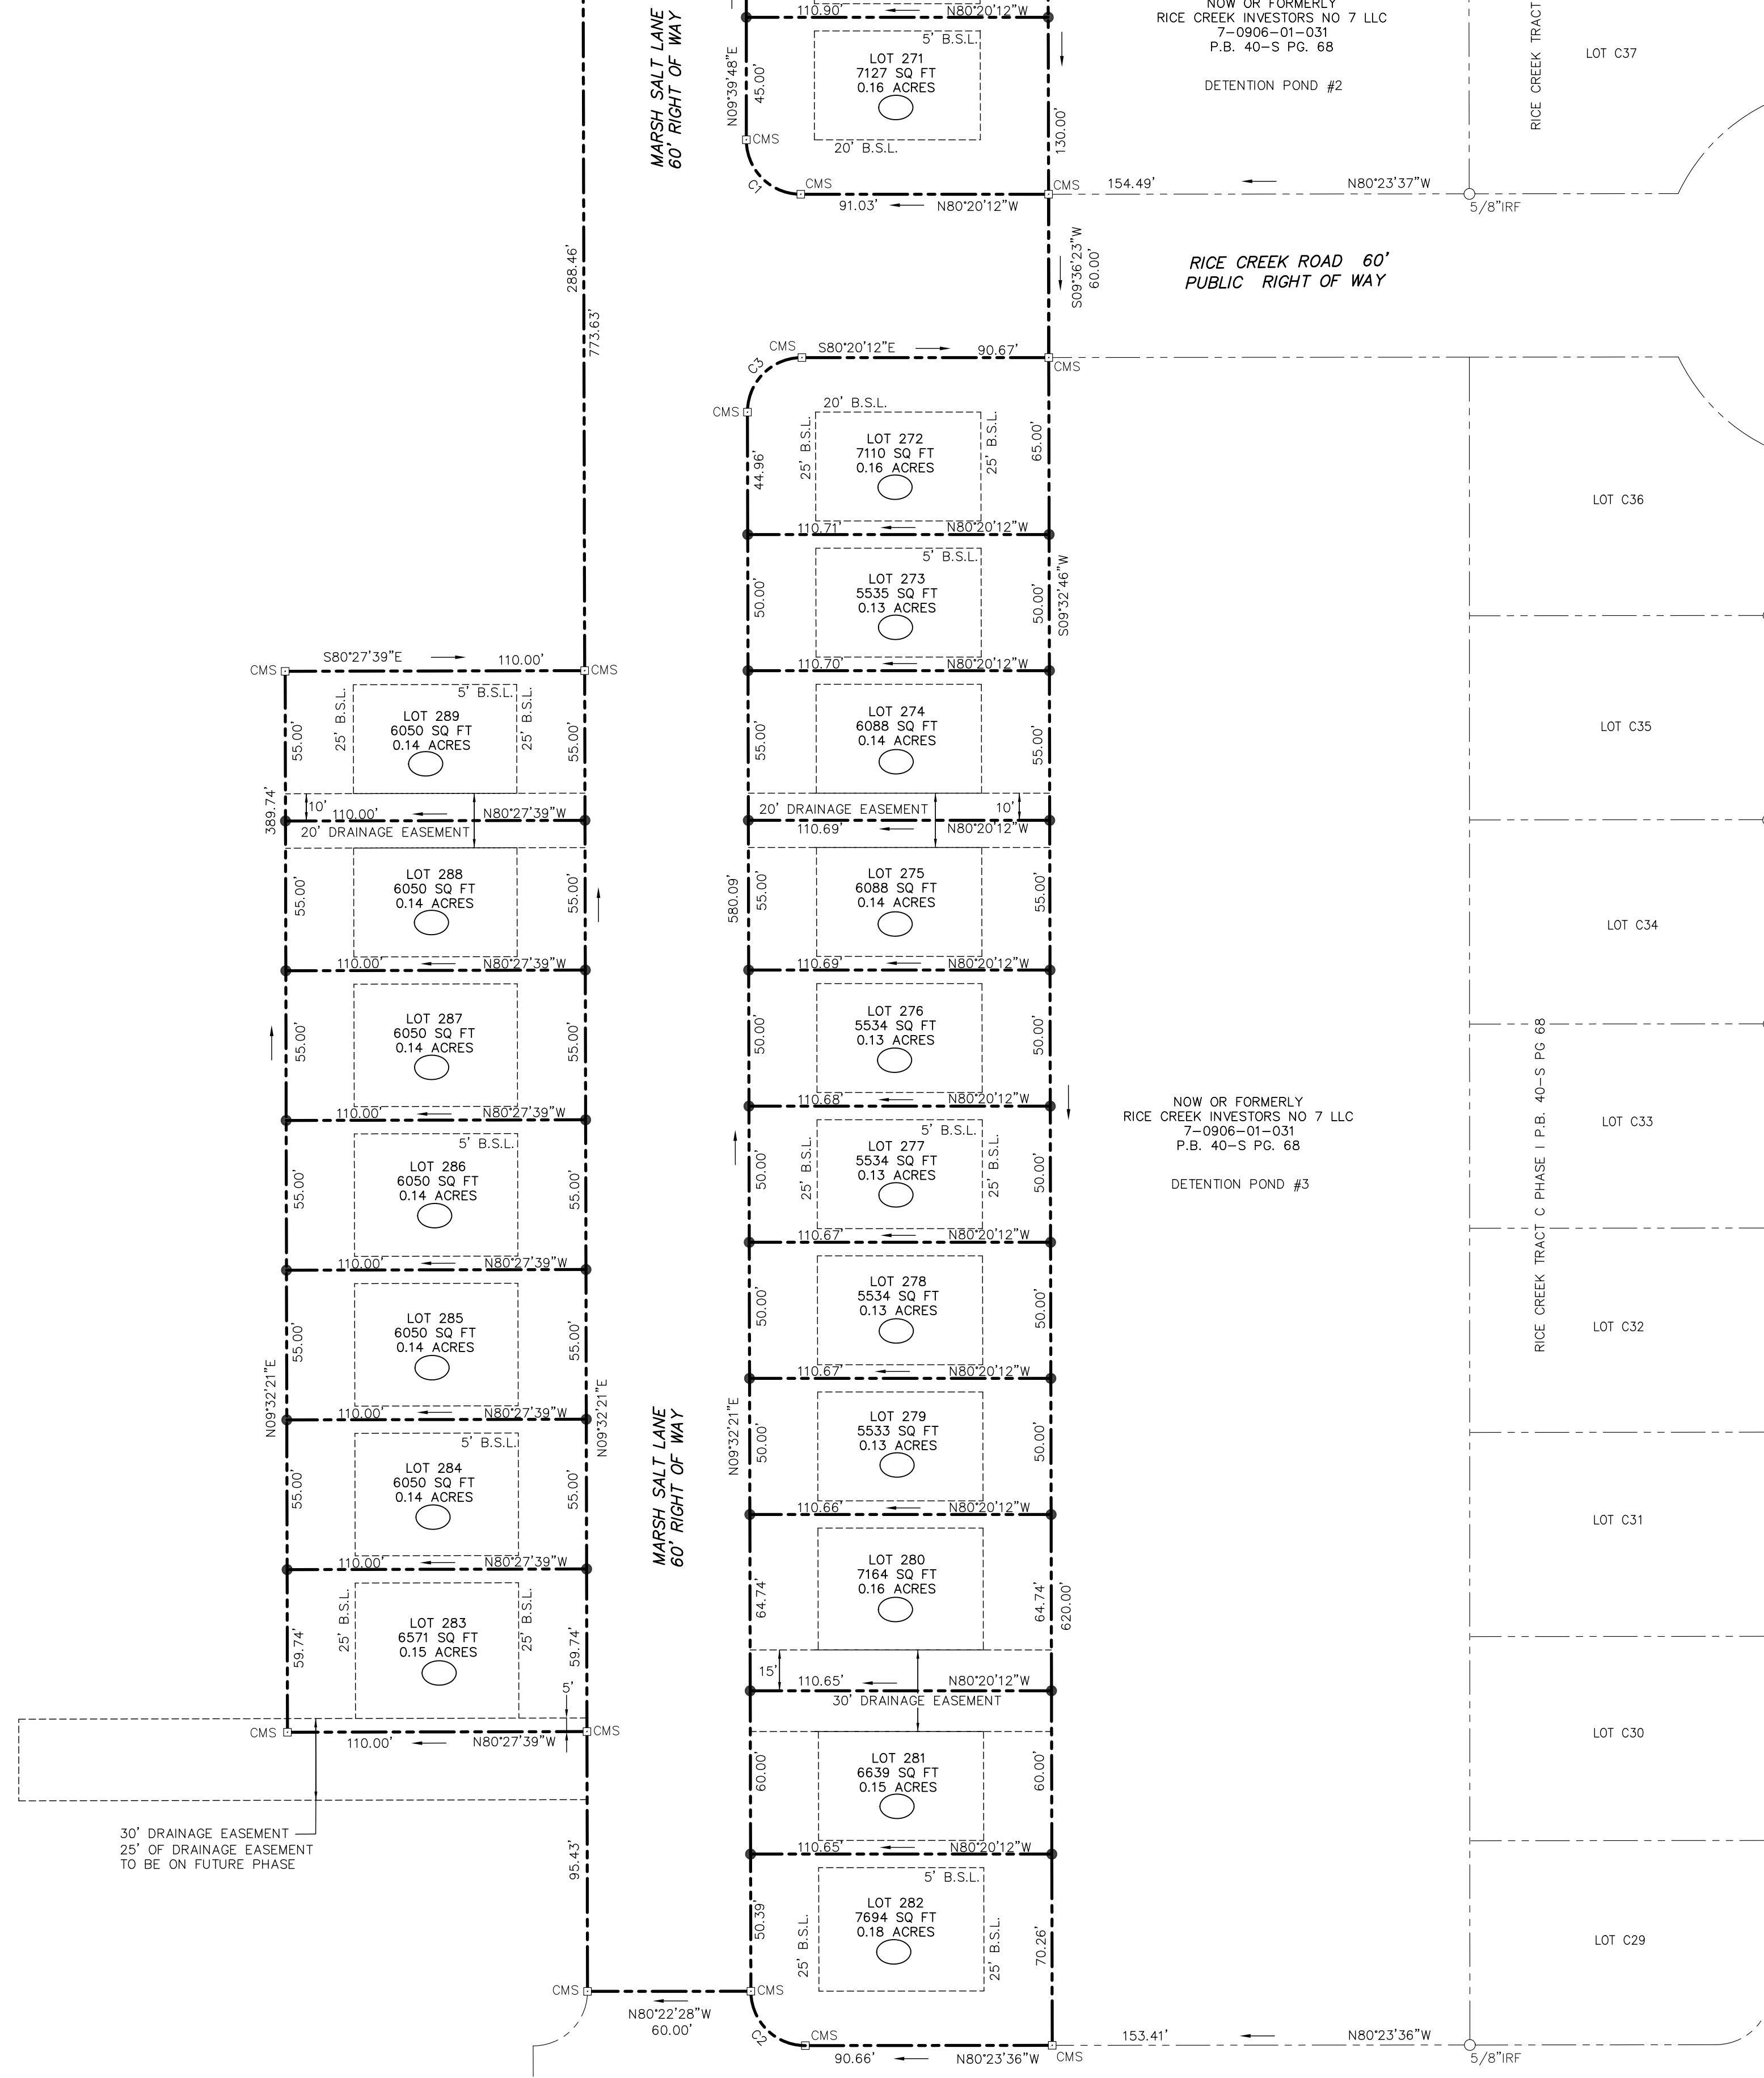 MARSH SALT LANE
60' RIGHT OF WAY
110.90'
N80°20'12"W
N09°39'48"E
45.00'
5' B.S.L.
LOT 271
7127 SQ FT
0.16 ACRES
20' B.S.L.
CMS
C1
CMS
91.03'
N80°20'12"W
130.00'
CMS
NOW OR FORMERLY
RICE CREEK INVESTORS NO 7 LLC
7-0906-01-031
P.B. 40-S PG. 68
DETENTION POND #2
RICE CREEK TRACT
LOT C37
154.49'
N80°23'37"W
5/8"IRF
288.46'
773.63'
S09°36'23"W
60.00'
RICE CREEK ROAD 60'
PUBLIC RIGHT OF WAY
CMS
S80°20'12"E
90.67'
CMS
C3
CMS
20' B.S.L.
25' B.S.L.
LOT 272
7110 SQ FT
0.16 ACRES
25' B.S.L.
44.96'
65.00'
110.71'
N80°20'12"W
5' B.S.L.
LOT 273
5535 SQ FT
0.13 ACRES
50.00'
50.00'
S09°32'46"W
110.70'
N80°20'12"W
LOT 274
6088 SQ FT
0.14 ACRES
55.00'
55.00'
20' DRAINAGE EASEMENT
10'
110.69'
N80°20'12"W
LOT 275
6088 SQ FT
0.14 ACRES
580.09'
55.00'
55.00'
110.69'
N80°20'12"W
LOT 276
5534 SQ FT
0.13 ACRES
50.00'
50.00'
110.68'
N80°20'12"W
5' B.S.L.
25' B.S.L.
LOT 277
5534 SQ FT
0.13 ACRES
25' B.S.L.
50.00'
50.00'
110.67'
N80°20'12"W
LOT 278
5534 SQ FT
0.13 ACRES
50.00'
50.00'
110.67'
N80°20'12"W
N09°32'21"E
LOT 279
5533 SQ FT
0.13 ACRES
50.00'
50.00'
110.66'
N80°20'12"W
LOT 280
7164 SQ FT
0.16 ACRES
64.74'
64.74'
620.00'
15'
110.65'
N80°20'12"W
30' DRAINAGE EASEMENT
LOT 281
6639 SQ FT
0.15 ACRES
60.00'
60.00'
110.65'
N80°20'12"W
5' B.S.L.
25' B.S.L.
LOT 282
7694 SQ FT
0.18 ACRES
25' B.S.L.
50.39'
70.26'
CMS
C2
CMS
90.66'
N80°23'36"W
CMS
153.41'
N80°23'36"W
5/8"IRF
S80°27'39"E
110.00'
CMS
CMS
5' B.S.L.
25' B.S.L.
LOT 289
6050 SQ FT
0.14 ACRES
25' B.S.L.
55.00'
55.00'
389.74'
10'
110.00'
N80°27'39"W
20' DRAINAGE EASEMENT
LOT 288
6050 SQ FT
0.14 ACRES
55.00'
55.00'
110.00'
N80°27'39"W
LOT 287
6050 SQ FT
0.14 ACRES
55.00'
55.00'
110.00'
N80°27'39"W
5' B.S.L.
LOT 286
6050 SQ FT
0.14 ACRES
55.00'
55.00'
110.00'
N80°27'39"W
LOT 285
6050 SQ FT
0.14 ACRES
55.00'
55.00'
N09°32'21"E
N09°32'21"E
110.00'
N80°27'39"W
5' B.S.L.
LOT 284
6050 SQ FT
0.14 ACRES
55.00'
55.00'
110.00'
N80°27'39"W
25' B.S.L.
LOT 283
6571 SQ FT
0.15 ACRES
25' B.S.L.
59.74'
59.74'
5'
CMS
CMS
110.00'
N80°27'39"W
30' DRAINAGE EASEMENT
25' OF DRAINAGE EASEMENT
TO BE ON FUTURE PHASE
95.43'
CMS
N80°22'28"W
60.00'
MARSH SALT LANE
60' RIGHT OF WAY
NOW OR FORMERLY
RICE CREEK INVESTORS NO 7 LLC
7-0906-01-031
P.B. 40-S PG. 68
DETENTION POND #3
RICE CREEK TRACT C PHASE I P.B. 40-S PG 68
LOT C36
LOT C35
LOT C34
LOT C33
LOT C32
LOT C31
LOT C30
LOT C29